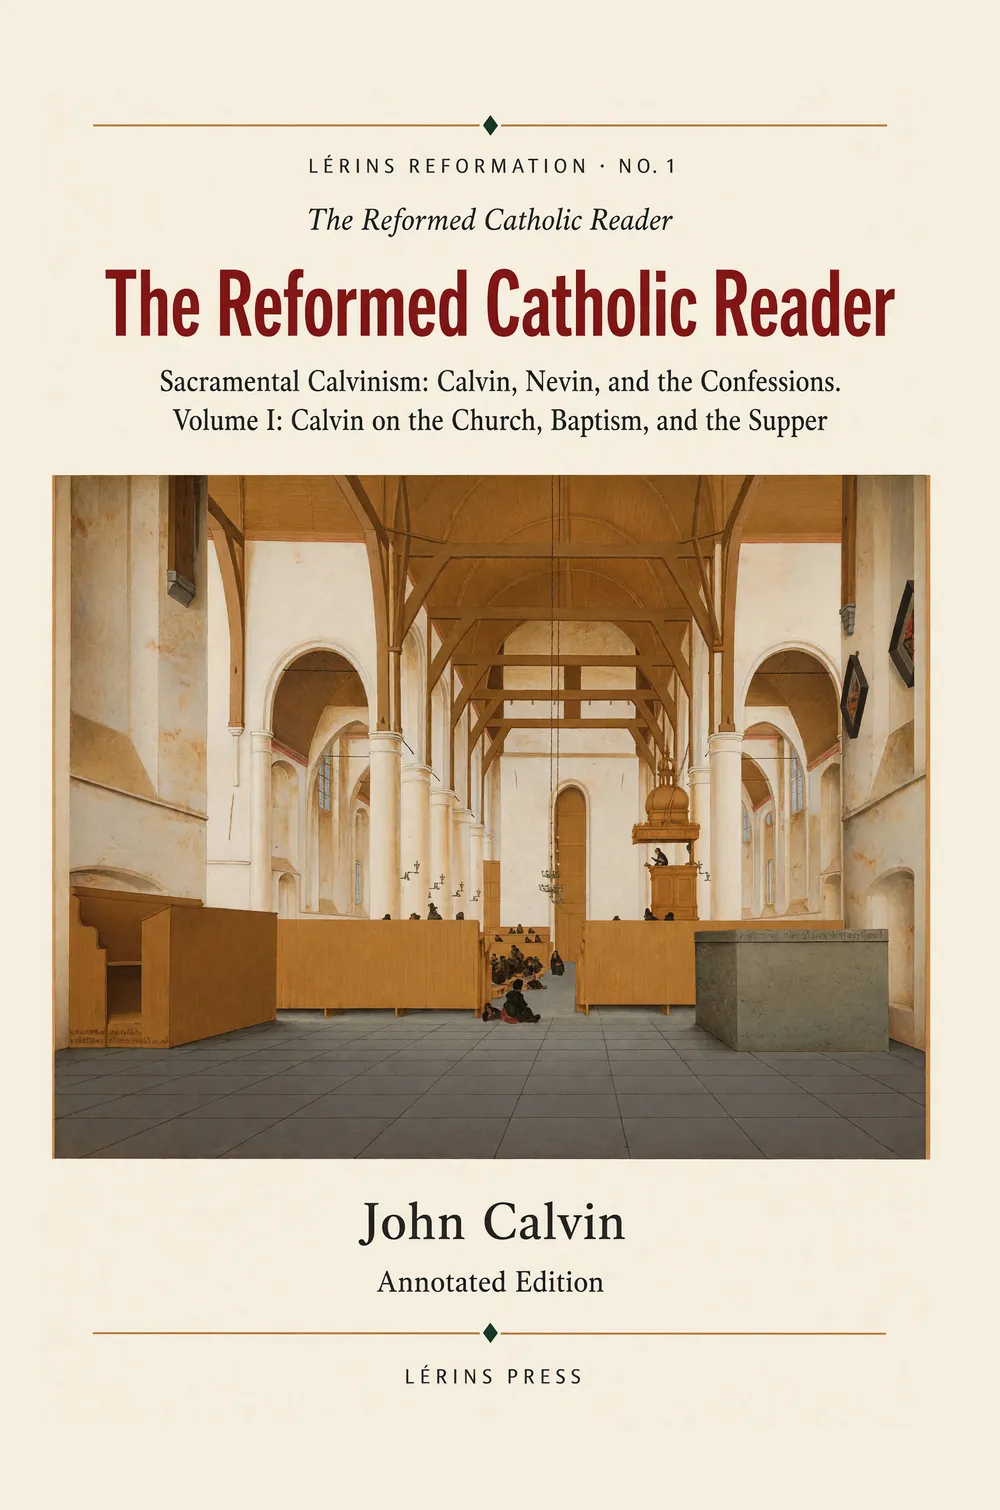 LÉRINS REFORMATION · NO. 1
The Reformed Catholic Reader
The Reformed Catholic Reader
Sacramental Calvinism: Calvin, Nevin, and the Confessions.
Volume I: Calvin on the Church, Baptism, and the Supper
John Calvin
Annotated Edition
LÉRINS PRESS